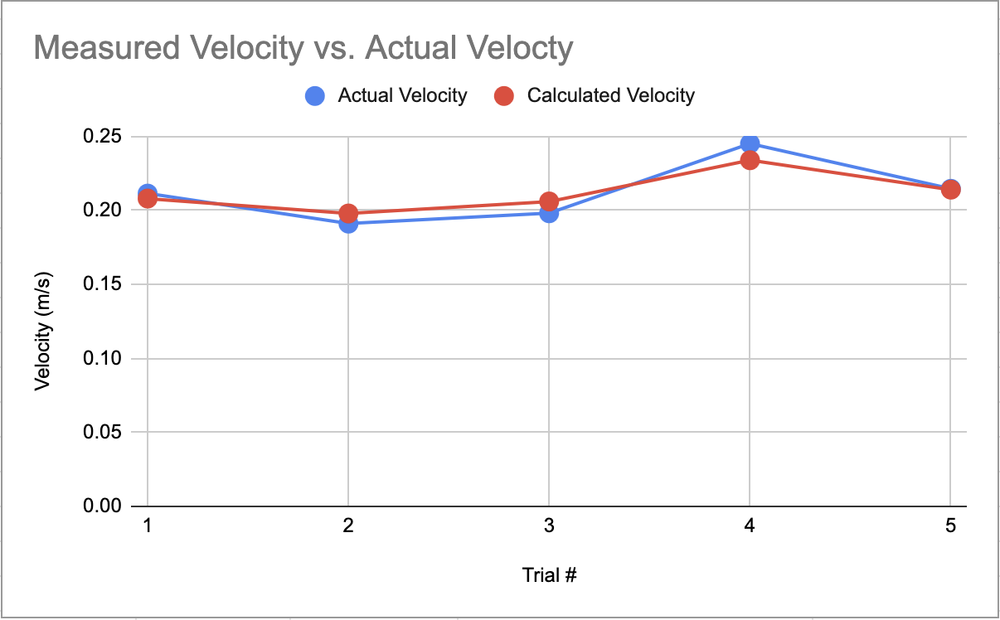 Measured Velocity vs. Actual Velocty
Actual Velocity Calculated Velocity
0.25
0.20
0.15
0.10
0.05
0.00
Velocity (m/s)
1 2 3 4 5
Trial #